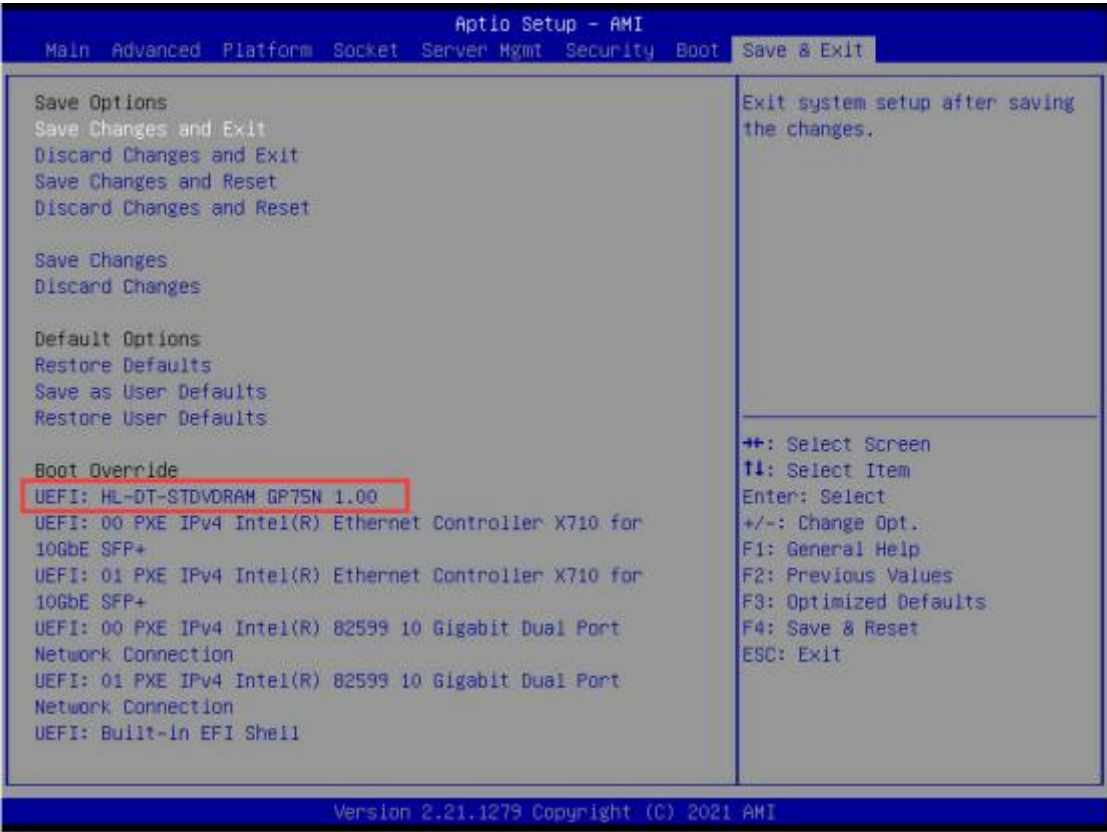 Aptio Setup - AMI
Main Advanced Platform Socket Server Mgmt Security Boot Save & Exit
Save Options
Save Changes and Exit
Discard Changes and Exit
Save Changes and Reset
Discard Changes and Reset
Save Changes
Discard Changes
Default Options
Restore Defaults
Save as User Defaults
Restore User Defaults
Boot Override
UEFI: HL-DT-STDVDRAM GP75N 1.00
UEFI: 00 PXE IPv4 Intel(R) Ethernet Controller X710 for
10GbE SFP+
UEFI: 01 PXE IPv4 Intel(R) Ethernet Controller X710 for
10GbE SFP+
UEFI: 00 PXE IPv4 Intel(R) 82599 10 Gigabit Dual Port
Network Connection
UEFI: 01 PXE IPv4 Intel(R) 82599 10 Gigabit Dual Port
Network Connection
UEFI: Built-in EFI Shell
Exit system setup after saving
the changes.
→←: Select Screen
↑↓: Select Item
Enter: Select
+/-: Change Opt.
F1: General Help
F2: Previous Values
F3: Optimized Defaults
F4: Save & Reset
ESC: Exit
Version 2.21.1279 Copyright (C) 2021 AMI